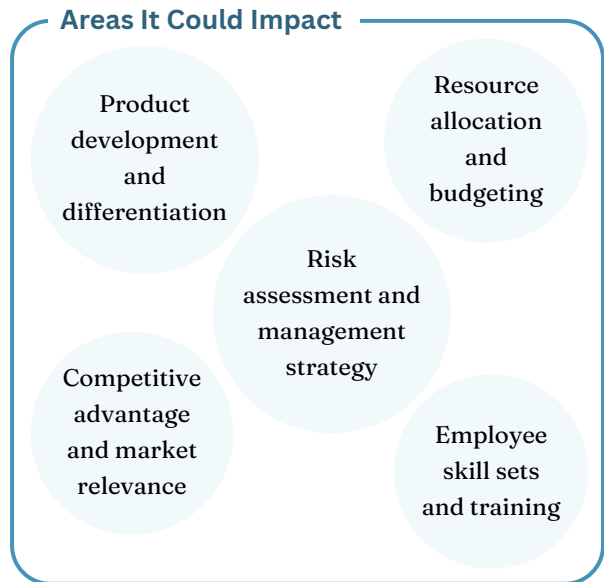 Areas It Could Impact
Product
development
and
differentiation
Resource
allocation
and
budgeting
Risk
assessment and
management
strategy
Competitive
advantage
and market
relevance
Employee
skill sets
and training